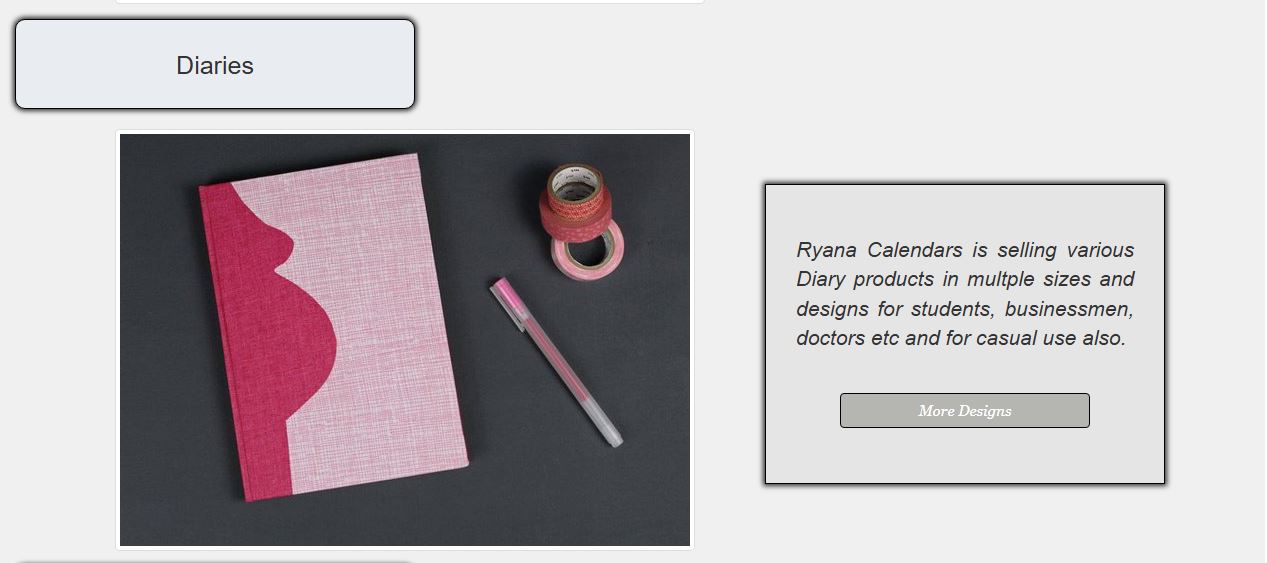 Diaries
Ryana Calendars is selling various
Diary products in multple sizes and
designs for students, businessmen,
doctors etc and for casual use also.
More Designs